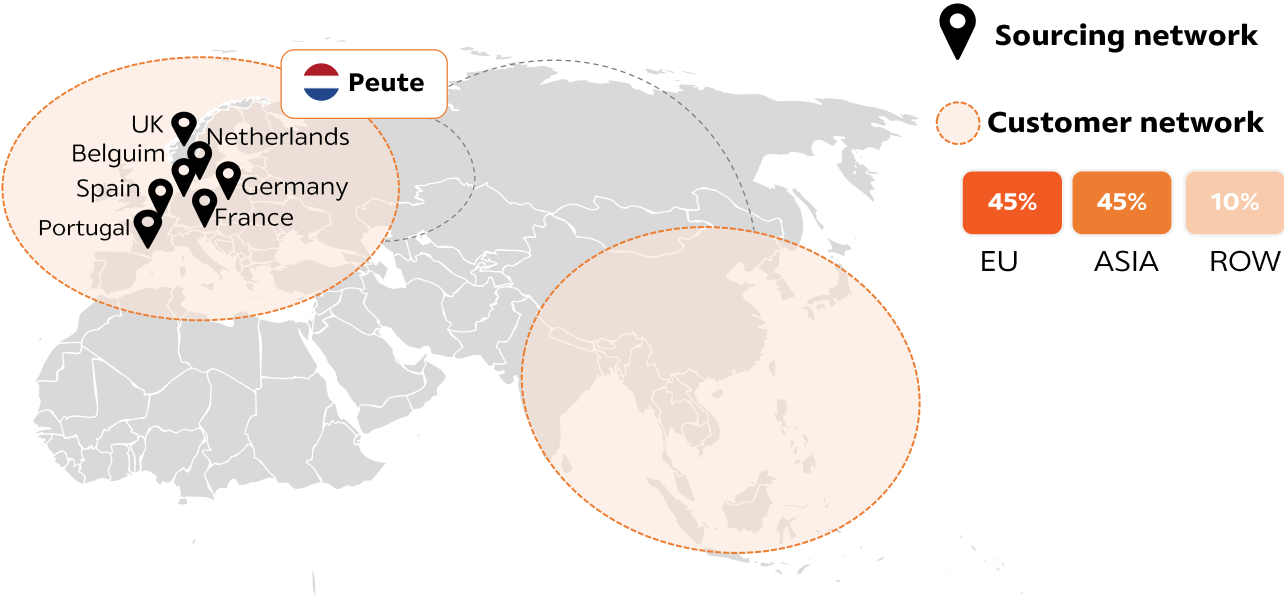 Peute
UK
Netherlands
Belguim
Spain
Germany
France
Portugal
Sourcing network
Customer network
45%
45%
10%
EU
ASIA
ROW